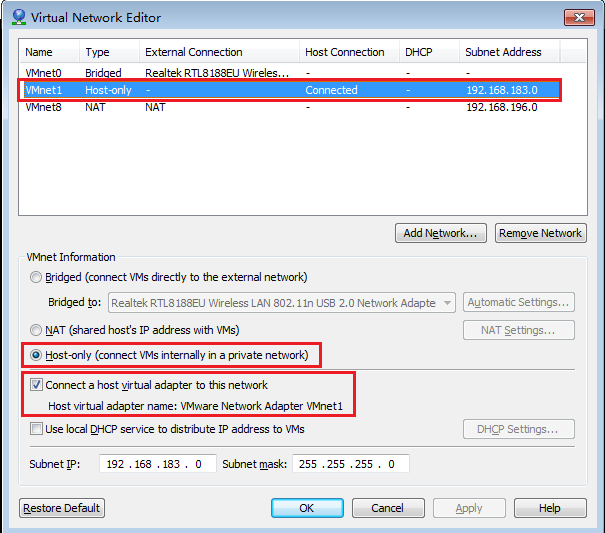 Virtual Network Editor
Name Type External Connection Host Connection DHCP Subnet Address
VMnet0 Bridged Realtek RTL8188EU Wireles... - - -
VMnet1 Host-only - Connected - 192.168.183.0
VMnet8 NAT NAT - - 192.168.196.0
Add Network... Remove Network
VMnet Information
Bridged (connect VMs directly to the external network)
Bridged to: Realtek RTL8188EU Wireless LAN 802.11n USB 2.0 Network Adapte Automatic Settings...
NAT (shared host's IP address with VMs) NAT Settings...
Host-only (connect VMs internally in a private network)
Connect a host virtual adapter to this network
Host virtual adapter name: VMware Network Adapter VMnet1
Use local DHCP service to distribute IP address to VMs DHCP Settings...
Subnet IP: 192 . 168 . 183 . 0 Subnet mask: 255 . 255 . 255 . 0
Restore Default OK Cancel Apply Help